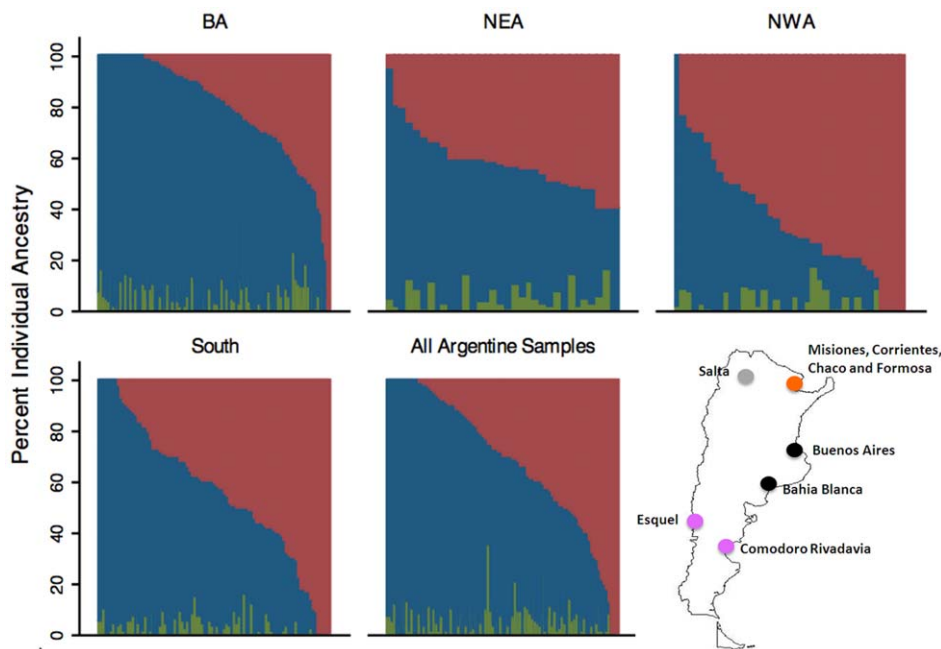 BA
NEA
NWA
Percent Individual Ancestry
100
80
60
40
20
0
South
All Argentine Samples
100
80
60
40
20
0
Salta
Misiones, Corrientes,
Chaco and Formosa
Buenos Aires
Bahia Blanca
Esquel
Comodoro Rivadavia